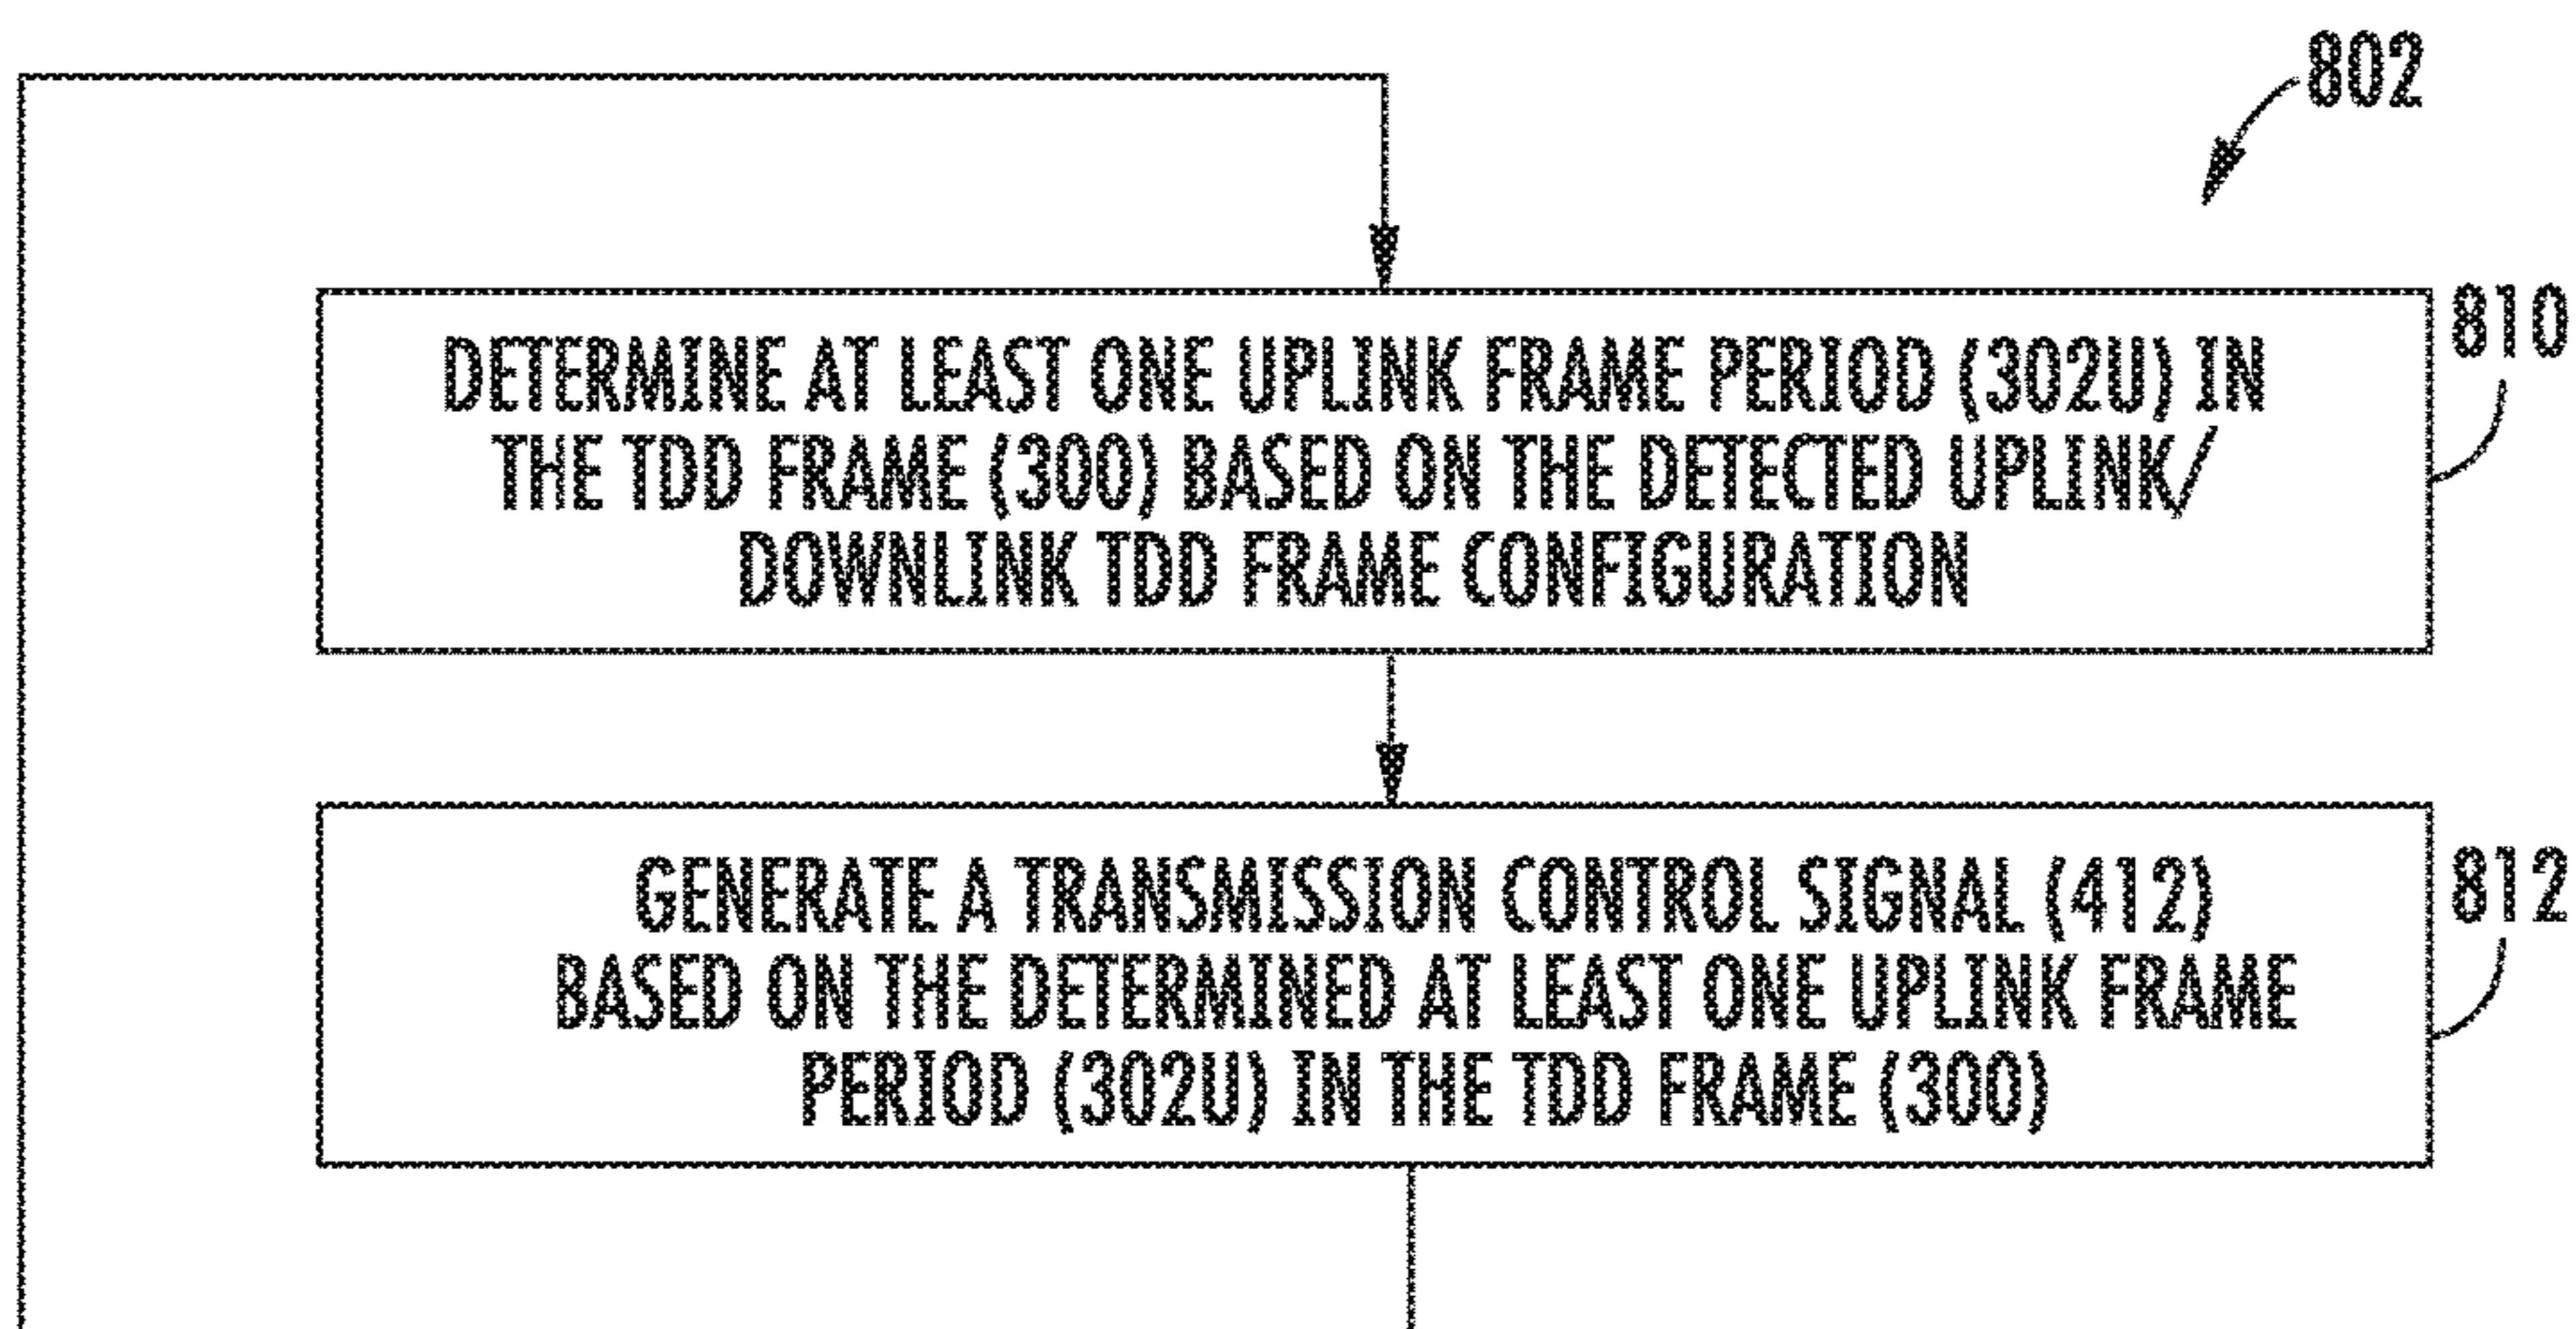 802
810
DETERMINE AT LEAST ONE UPLINK FRAME PERIOD (302U) IN
THE TDD FRAME (300) BASED ON THE DETECTED UPLINK/
DOWNLINK TDD FRAME CONFIGURATION
812
GENERATE A TRANSMISSION CONTROL SIGNAL (412)
BASED ON THE DETERMINED AT LEAST ONE UPLINK FRAME
PERIOD (302U) IN THE TDD FRAME (300)